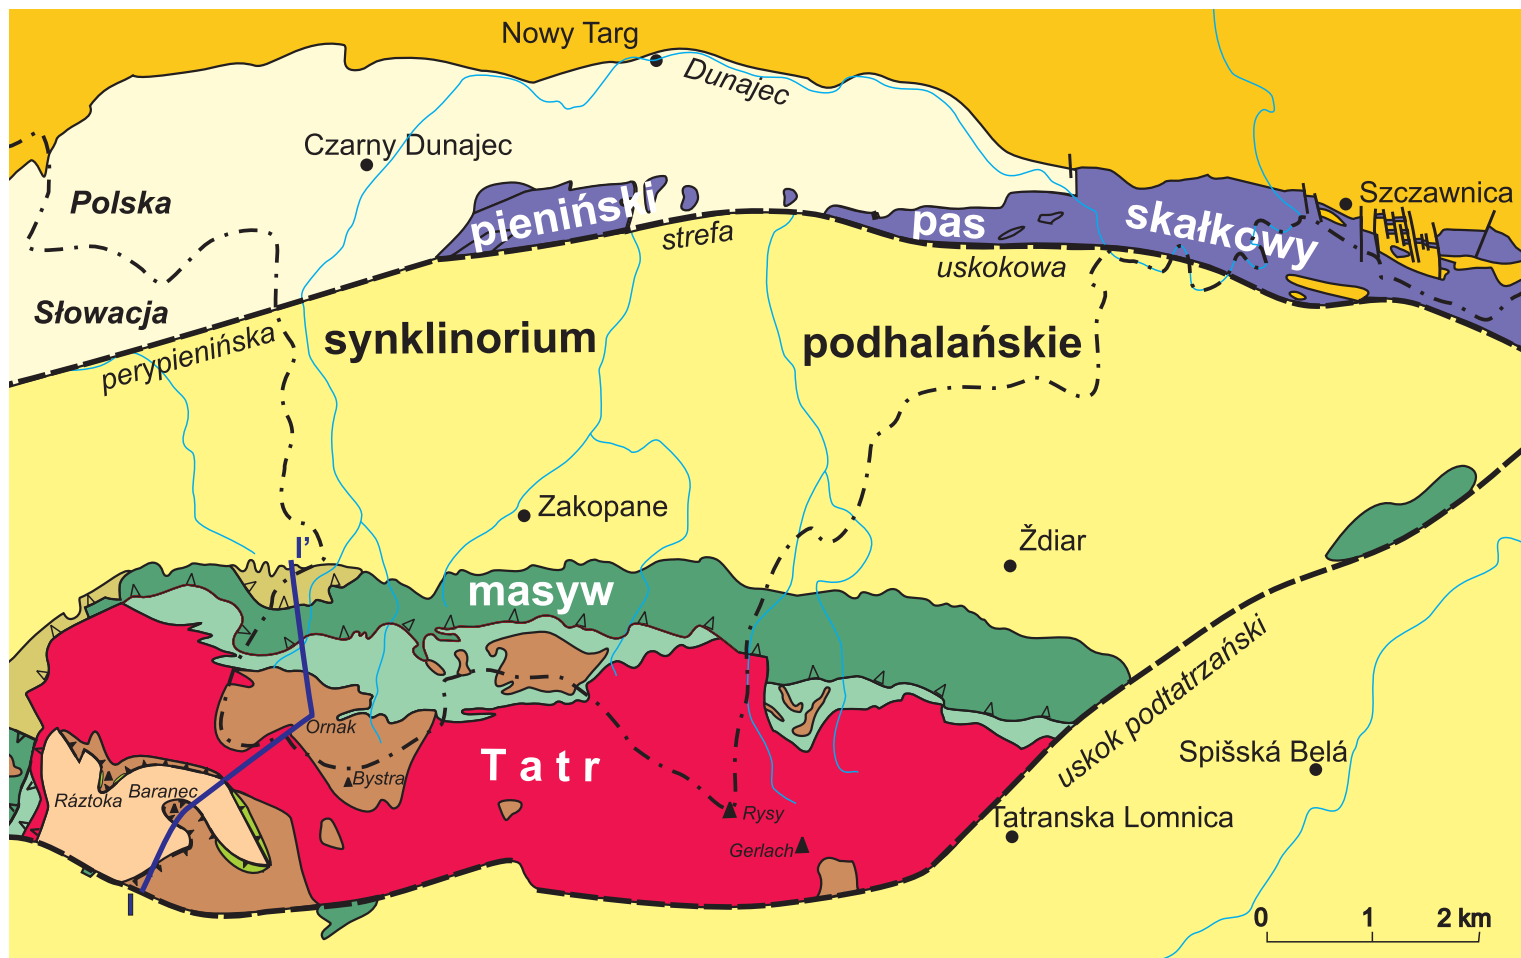 Nowy Targ
Dunajec
Czarny Dunajec
Polska
Szczawnica
pieniński
pas
skałkowy
strefa
uskokowa
Słowacja
perypienińska
synklinorium
podhalańskie
Zakopane
Ždiar
I’
masyw
uskok podtatrzański
Ornak
Spišská Belá
Tatr
Bystra
Baranec
Ráztoka
Rysy
Tatranska Lomnica
Gerlach
I
0 1 2 km